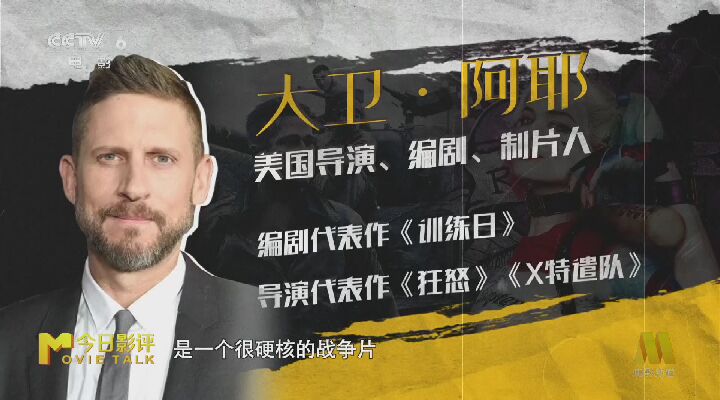 CCTV 6
电影
大卫·阿耶
美国导演、编剧、制片人
编剧代表作《训练日》
导演代表作《狂怒》《X特遣队》
今日影评
MOVIE TALK
是一个很硬核的战争片